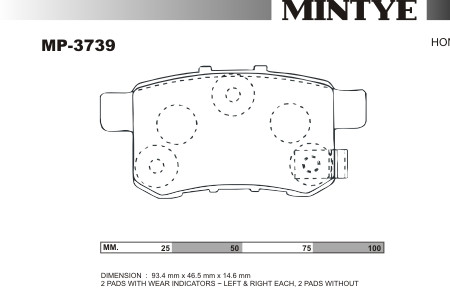 MINTYE
MP-3739
HON
MM. 25 50 75 100
DIMENSION : 93.4 mm x 46.5 mm x 14.6 mm
2 PADS WITH WEAR INDICATORS – LEFT & RIGHT EACH, 2 PADS WITHOUT